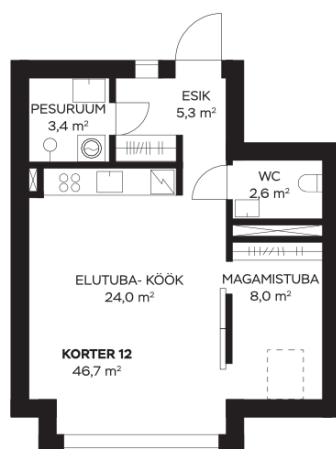 ESIK
5,3 m²
PESURUUM
3,4 m²
WC
2,6 m²
ELUTUBA- KÖÖK
24,0 m²
MAGAMISTUBA
8,0 m²
KORTER 12
46,7 m²